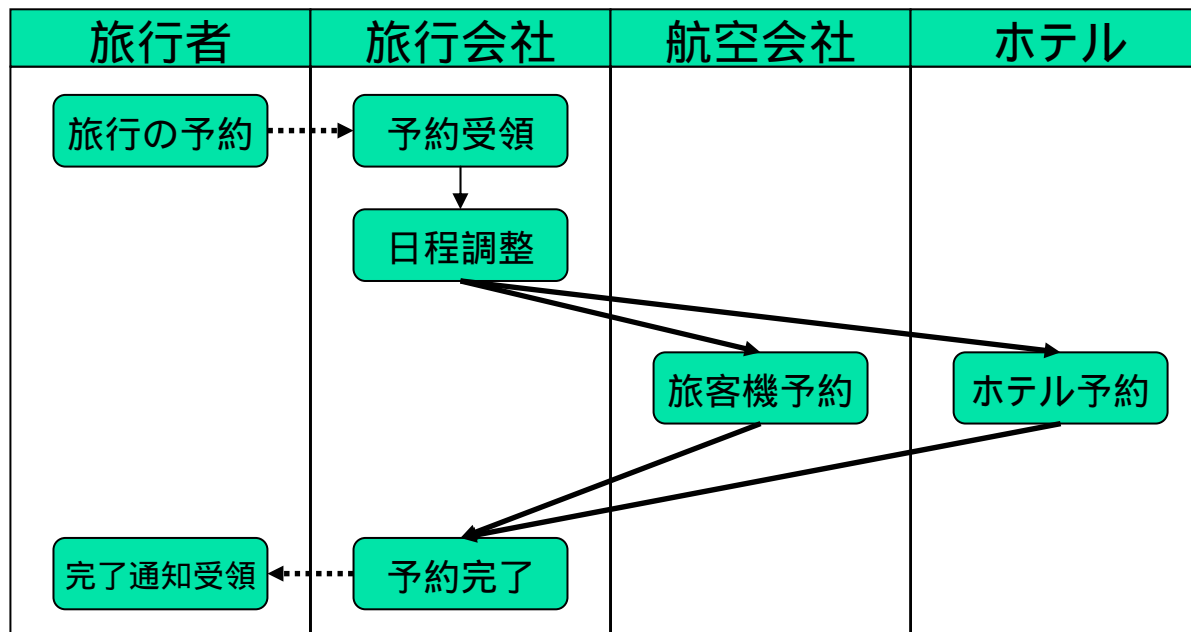 旅行者
旅行会社
航空会社
ホテル
旅行の予約
予約受領
日程調整
旅客機予約
ホテル予約
完了通知受領
予約完了